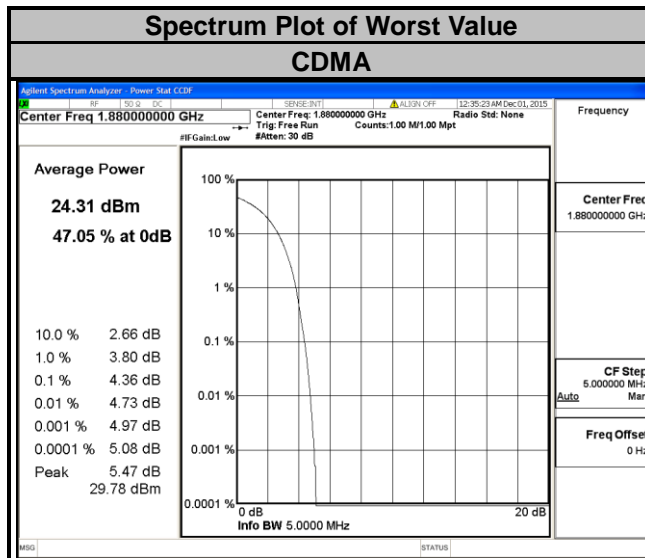 Spectrum Plot of Worst Value
CDMA
Agilent Spectrum Analyzer - Power Stat CCDF
RF 50 Ω DC SENSE:INT ALIGN OFF 12:35:23 AM Dec 01, 2015
Center Freq 1.880000000 GHz
Center Freq: 1.880000000 GHz Radio Std: None
Trig: Free Run Counts:1.00 M/1.00 Mpt
#IFGain:Low #Atten: 30 dB
Frequency
Average Power
24.31 dBm
47.05 % at 0dB
10.0 % 2.66 dB
1.0 % 3.80 dB
0.1 % 4.36 dB
0.01 % 4.73 dB
0.001 % 4.97 dB
0.0001 % 5.08 dB
Peak 5.47 dB
29.78 dBm
100 %
10 %
1 %
0.1 %
0.01 %
0.001 %
0.0001 %
0 dB 20 dB
Info BW 5.0000 MHz
Center Freq
1.880000000 GHz
CF Step
5.000000 MHz
Auto Man
Freq Offset
0 Hz
MSG STATUS